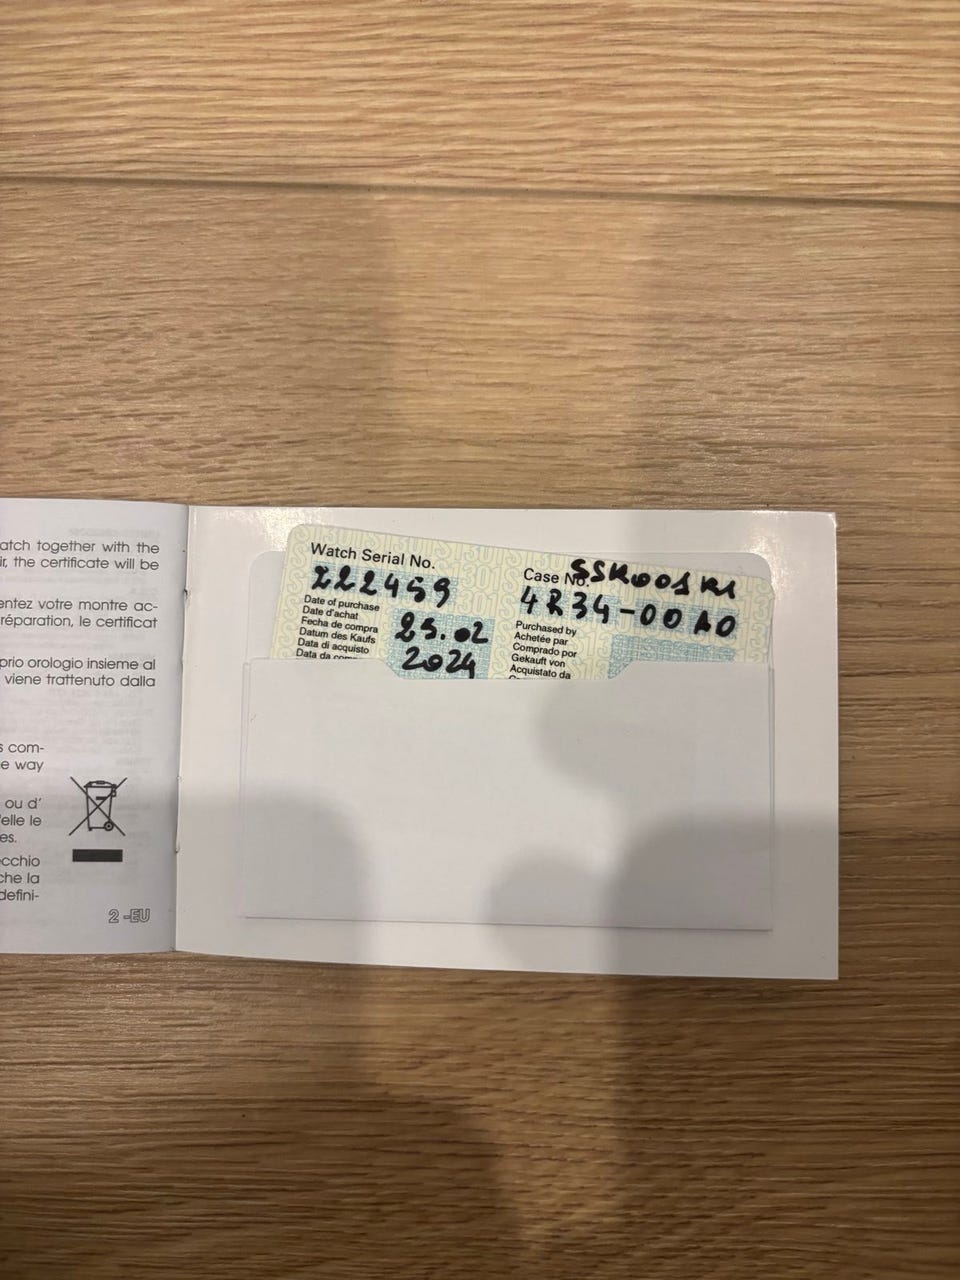 atch together with the
ir, the certificate will be
entez votre montre ac-
réparation, le certificat
prio orologio insieme al
viene trattenuto dalla
s com-
e way
ou d'
'elle le
es.
cchio
che la
defini-
2 -EU
Watch Serial No.
222459
Date of purchase
Date d'achat
Fecha de compra
Datum des Kaufs
Data di acquisto
25.02
2024
Case No.
SSK001K1
4R34-00A0
Purchased by
Achetée par
Comprado por
Gekauft von
Acquistato da